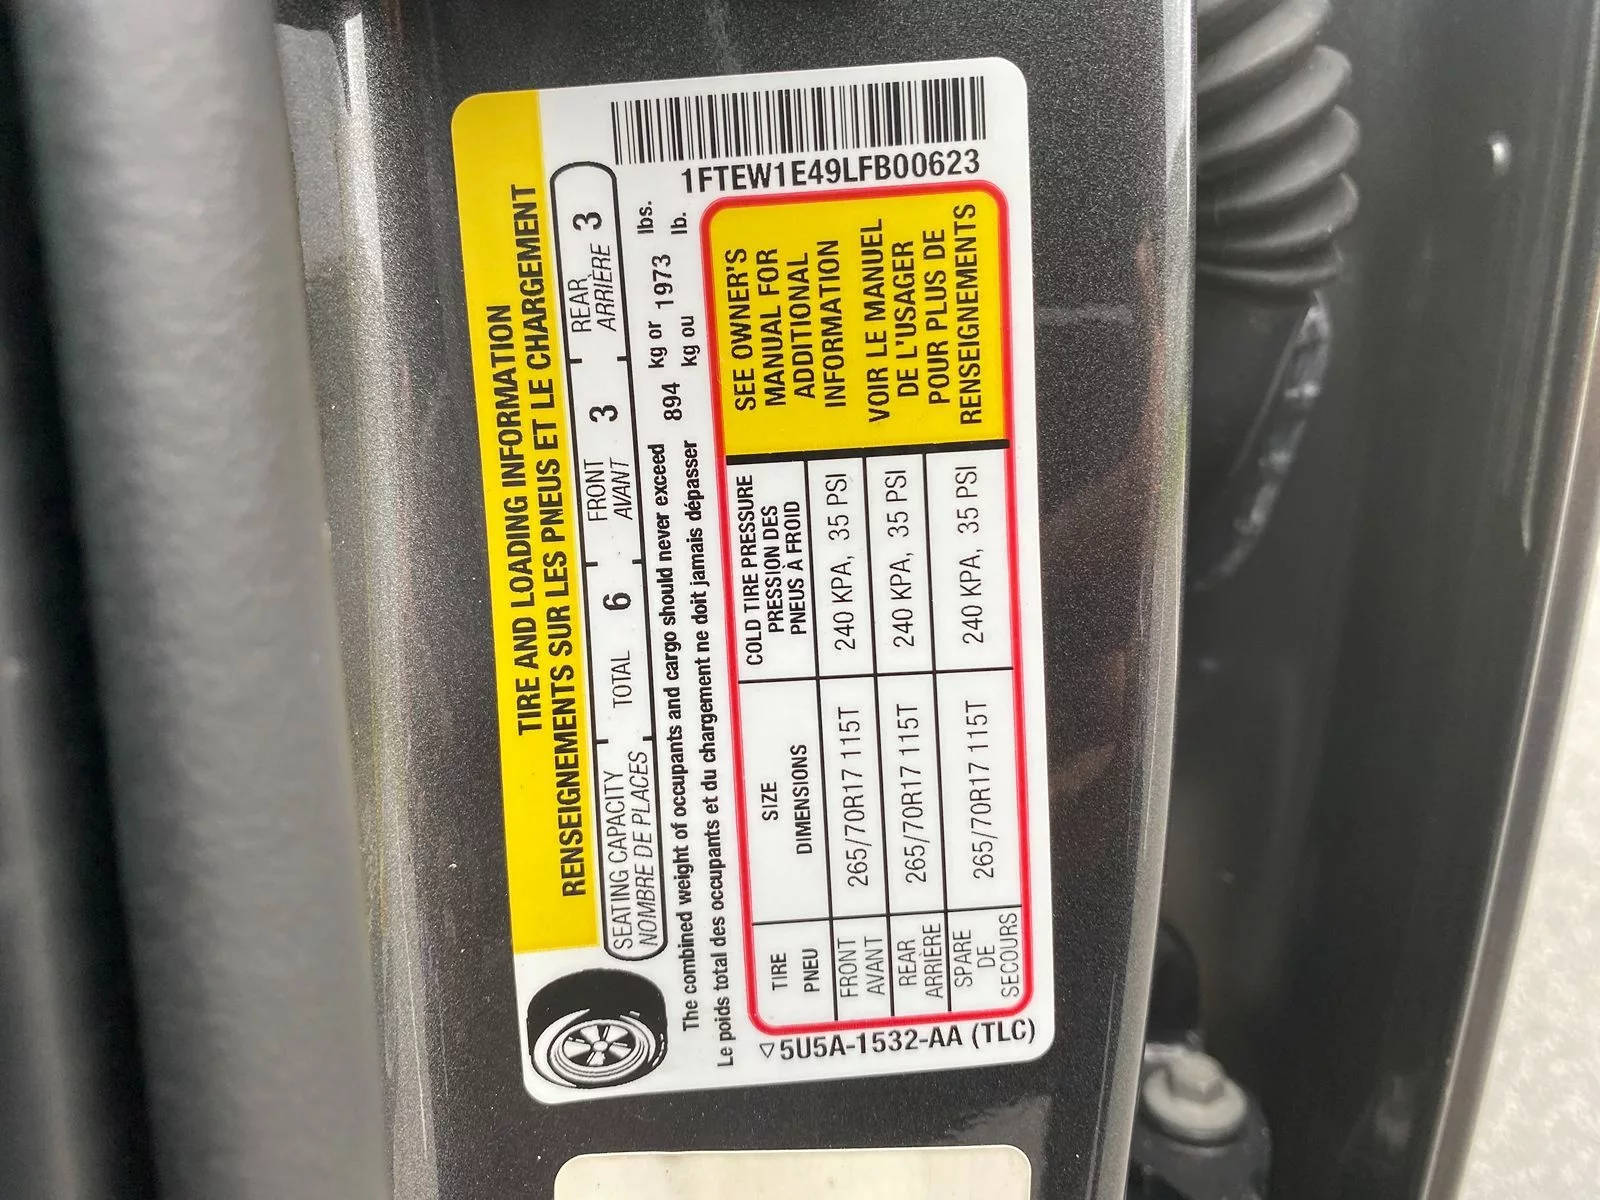 TIRE AND LOADING INFORMATION
RENSEIGNEMENTS SUR LES PNEUS ET LE CHARGEMENT
SEATING CAPACITY
NOMBRE DE PLACES
TOTAL 6
FRONT
AVANT
3
REAR
ARRIÈRE
3
The combined weight of occupants and cargo should never exceed 894 kg or 1973 lbs.
Le poids total des occupants et du chargement ne doit jamais dépasser kg ou lb.
TIRE
PNEU
SIZE
DIMENSIONS
COLD TIRE PRESSURE
PRESSION DES
PNEUS À FROID
FRONT
AVANT
265/70R17 115T
240 KPA, 35 PSI
REAR
ARRIÈRE
265/70R17 115T
240 KPA, 35 PSI
SPARE
DE
SECOURS
265/70R17 115T
240 KPA, 35 PSI
SEE OWNER'S
MANUAL FOR
ADDITIONAL
INFORMATION
VOIR LE MANUEL
DE L'USAGER
POUR PLUS DE
RENSEIGNEMENTS
1FTEW1E49LFB00623
5U5A-1532-AA (TLC)